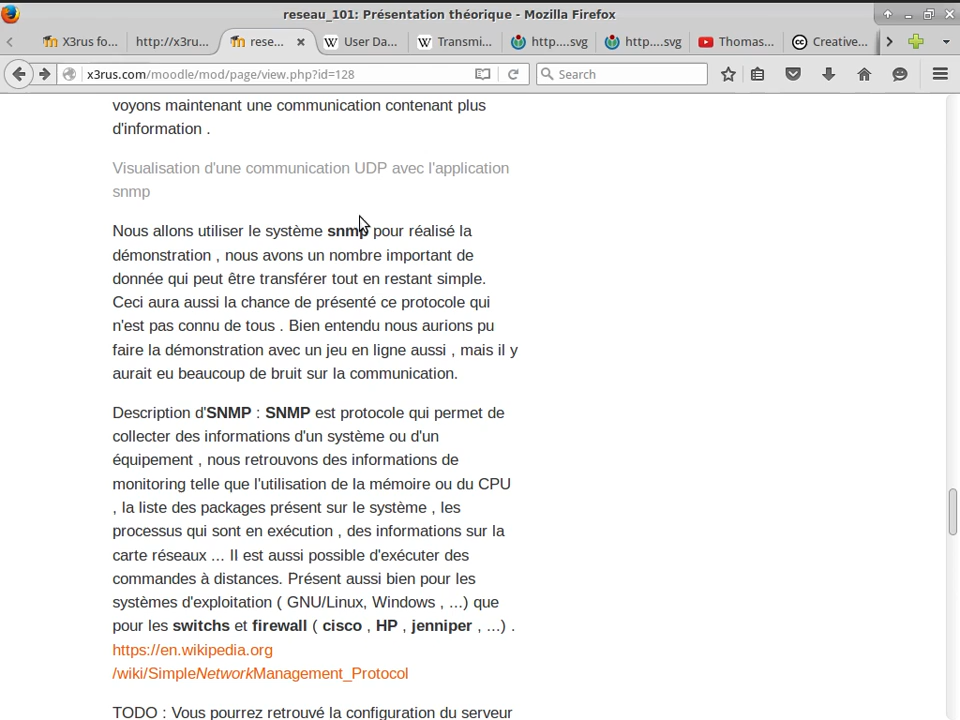 reseau_101: Présentation théorique - Mozilla Firefox
X3rus fo... http://x3ru... rese... User Da... Transmi... http....svg http....svg Thomas... Creative...
x3rus.com/moodle/mod/page/view.php?id=128 Search
voyons maintenant une communication contenant plus
d'information .
Visualisation d'une communication UDP avec l'application
snmp
Nous allons utiliser le système snmp pour réalisé la
démonstration , nous avons un nombre important de
donnée qui peut être transférer tout en restant simple.
Ceci aura aussi la chance de présenté ce protocole qui
n'est pas connu de tous . Bien entendu nous aurions pu
faire la démonstration avec un jeu en ligne aussi , mais il y
aurait eu beaucoup de bruit sur la communication.
Description d'SNMP : SNMP est protocole qui permet de
collecter des informations d'un système ou d'un
équipement , nous retrouvons des informations de
monitoring telle que l'utilisation de la mémoire ou du CPU
, la liste des packages présent sur le système , les
processus qui sont en exécution , des informations sur la
carte réseaux ... Il est aussi possible d'exécuter des
commandes à distances. Présent aussi bien pour les
systèmes d'exploitation ( GNU/Linux, Windows , ...) que
pour les switchs et firewall ( cisco , HP , jenniper , ...) .
https://en.wikipedia.org
/wiki/SimpleNetworkManagement_Protocol
TODO : Vous pourrez retrouvé la configuration du serveur